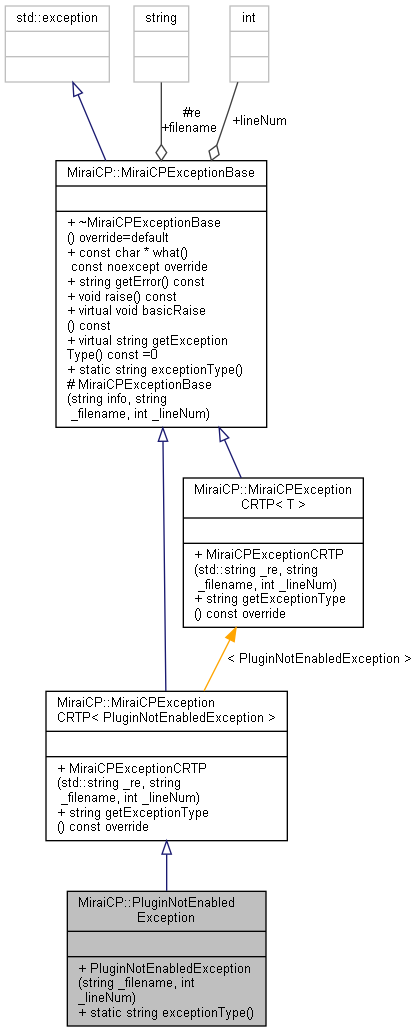 std::exception
string
int
#re
+filename
+lineNum
MiraiCP::MiraiCPExceptionBase
+ ~MiraiCPExceptionBase
() override=default
+ const char * what()
const noexcept override
+ string getError() const
+ void raise() const
+ virtual void basicRaise
() const
+ virtual string getException
Type() const =0
+ static string exceptionType()
# MiraiCPExceptionBase
(string info, string
_filename, int _lineNum)
MiraiCP::MiraiCPException
CRTP< T >
+ MiraiCPExceptionCRTP
(std::string _re, string
_filename, int _lineNum)
+ string getExceptionType
() const override
< PluginNotEnabledException >
MiraiCP::MiraiCPException
CRTP< PluginNotEnabledException >
+ MiraiCPExceptionCRTP
(std::string _re, string
_filename, int _lineNum)
+ string getExceptionType
() const override
MiraiCP::PluginNotEnabled
Exception
+ PluginNotEnabledException
(string _filename, int
_lineNum)
+ static string exceptionType()